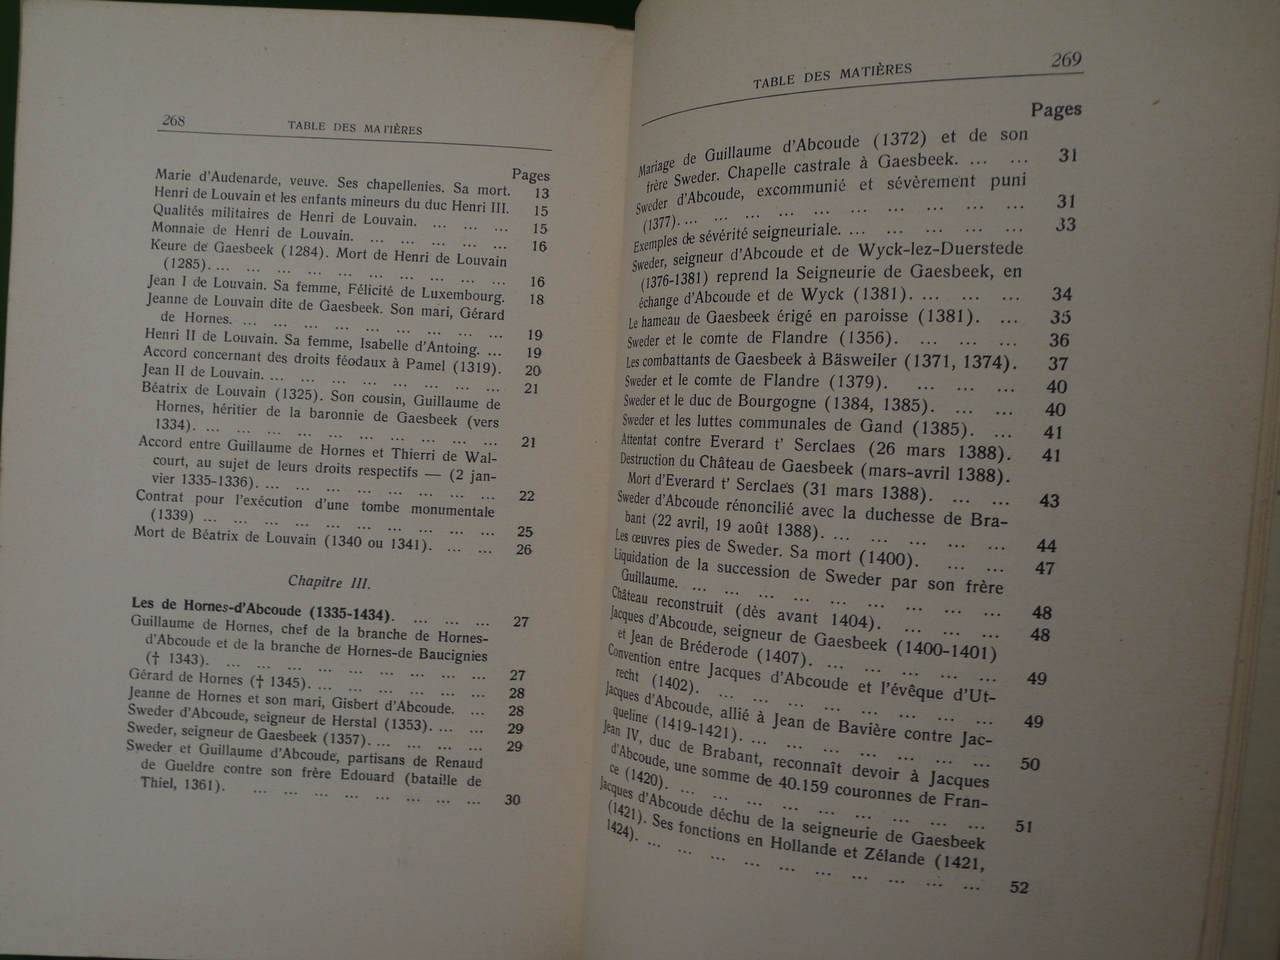 268 TABLE DES MATIÈRES
Pages
Marie d'Audenarde, veuve. Ses chapellenies. Sa mort. 13
Henri de Louvain et les enfants mineurs du duc Henri III. 15
Qualités militaires de Henri de Louvain. ... ... ... 15
Monnaie de Henri de Louvain. ... ... ... ... ... 16
Keure de Gaesbeek (1284). Mort de Henri de Louvain
(1285). ... ... ... ... ... ... ... ... ... 16
Jean I de Louvain. Sa femme, Félicité de Luxembourg. 18
Jeanne de Louvain dite de Gaesbeek. Son mari, Gérard
de Hornes. ... ... ... ... ... ... ... ... ... 19
Henri II de Louvain. Sa femme, Isabelle d'Antoing. ... 19
Accord concernant des droits féodaux à Pamel (1319). 20
Jean II de Louvain. ... ... ... ... ... ... ... ... 21
Béatrix de Louvain (1325). Son cousin, Guillaume de
Hornes, héritier de la baronnie de Gaesbeek (vers
1334). ... ... ... ... ... ... ... ... ... ... 21
Accord entre Guillaume de Hornes et Thierri de Wal-
court, au sujet de leurs droits respectifs — (2 jan-
vier 1335-1336). ... ... ... ... ... ... ... ... 22
Contrat pour l'exécution d'une tombe monumentale
(1339) ... ... ... ... ... ... ... ... ... ... 25
Mort de Béatrix de Louvain (1340 ou 1341). ... ... 26
Chapitre III.
Les de Hornes-d'Abcoude (1335-1434). ... ... ... 27
Guillaume de Hornes, chef de la branche de Hornes-
d'Abcoude et de la branche de Hornes-de Baucignies
(† 1343). ... ... ... ... ... ... ... ... ... 27
Gérard de Hornes († 1345). ... ... ... ... ... ... 28
Jeanne de Hornes et son mari, Gisbert d'Abcoude. ... 28
Sweder d'Abcoude, seigneur de Herstal (1353). ... ... 29
Sweder, seigneur de Gaesbeek (1357). ... ... ... ... 29
Sweder et Guillaume d'Abcoude, partisans de Renaud
de Gueldre contre son frère Edouard (bataille de
Thiel, 1361). ... ... ... ... ... ... ... ... 30
TABLE DES MATIÈRES 269
Pages
Mariage de Guillaume d'Abcoude (1372) et de son
frère Sweder. Chapelle castrale à Gaesbeek. ... ... 31
Sweder d'Abcoude, excommunié et sévèrement puni
(1377). ... ... ... ... ... ... ... ... ... ... 31
Exemples de sévérité seigneuriale. ... ... ... ... ... 33
Sweder, seigneur d'Abcoude et de Wyck-lez-Duerstede
(1376-1381) reprend la Seigneurie de Gaesbeek, en
échange d'Abcoude et de Wyck (1381). ... ... ... 34
Le hameau de Gaesbeek érigé en paroisse (1381). ... 35
Sweder et le comte de Flandre (1356). ... ... ... 36
Les combattants de Gaesbeek à Bäsweiler (1371, 1374). 37
Sweder et le comte de Flandre (1379). ... ... ... 40
Sweder et le duc de Bourgogne (1384, 1385). ... ... 40
Sweder et les luttes communales de Gand (1385). ... 41
Attentat contre Everard t' Serclaes (26 mars 1388). 41
Destruction du Château de Gaesbeek (mars-avril 1388).
Mort d'Everard t' Serclaes (31 mars 1388). ... ... 43
Sweder d'Abcoude rénoncilié avec la duchesse de Bra-
bant (22 avril, 19 août 1388). ... ... ... ... ... 44
Les œuvres pies de Sweder. Sa mort (1400). ... ... 47
Liquidation de la succession de Sweder par son frère
Guillaume. ... ... ... ... ... ... ... ... ... 48
Château reconstruit (dès avant 1404). ... ... ... ... 48
Jacques d'Abcoude, seigneur de Gaesbeek (1400-1401)
et Jean de Bréderode (1407). ... ... ... ... ... 49
Convention entre Jacques d'Abcoude et l'évêque d'Ut-
recht (1402). ... ... ... ... ... ... ... ... ... 49
Jacques d'Abcoude, allié à Jean de Bavière contre Jac-
queline (1419-1421). ... ... ... ... ... ... ... 50
Jean IV, duc de Brabant, reconnaît devoir à Jacques
d'Abcoude, une somme de 40.159 couronnes de Fran-
ce (1420). ... ... ... ... ... ... ... ... ... ... 51
Jacques d'Abcoude déchu de la seigneurie de Gaesbeek
(1421). Ses fonctions en Hollande et Zélande (1421,
1424). ... ... ... ... ... ... ... ... ... ... 52